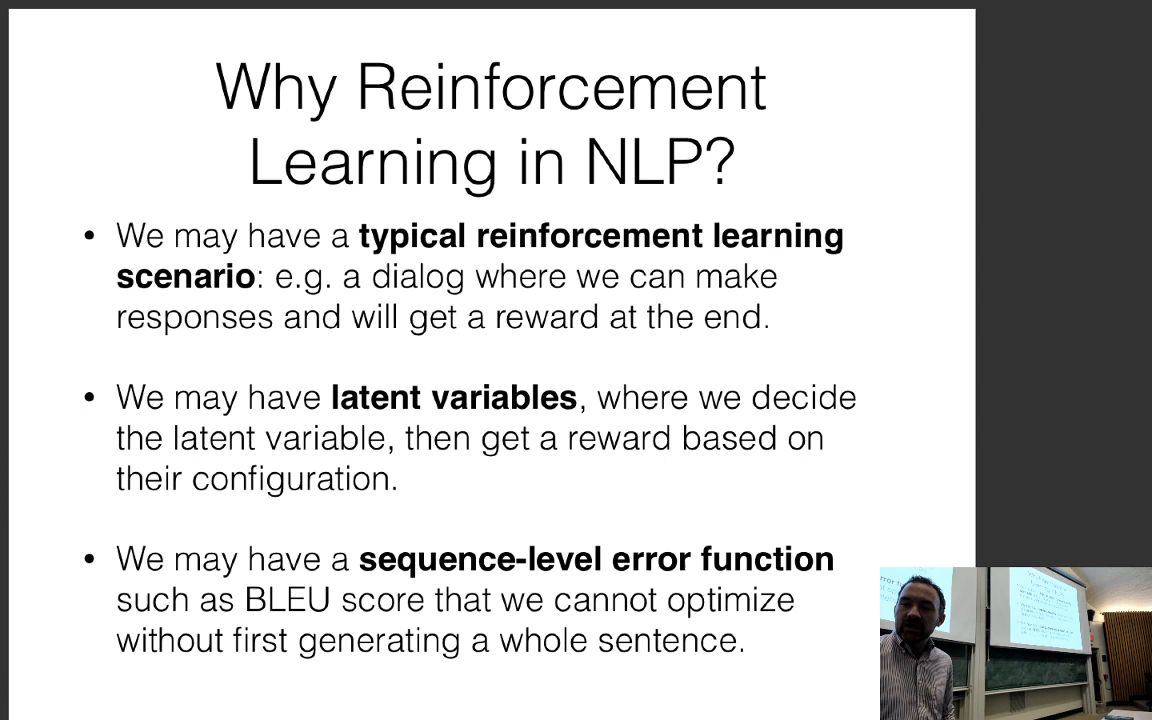 Why Reinforcement
Learning in NLP?
• We may have a typical reinforcement learning
scenario: e.g. a dialog where we can make
responses and will get a reward at the end.
• We may have latent variables, where we decide
the latent variable, then get a reward based on
their configuration.
• We may have a sequence-level error function
such as BLEU score that we cannot optimize
without first generating a whole sentence.